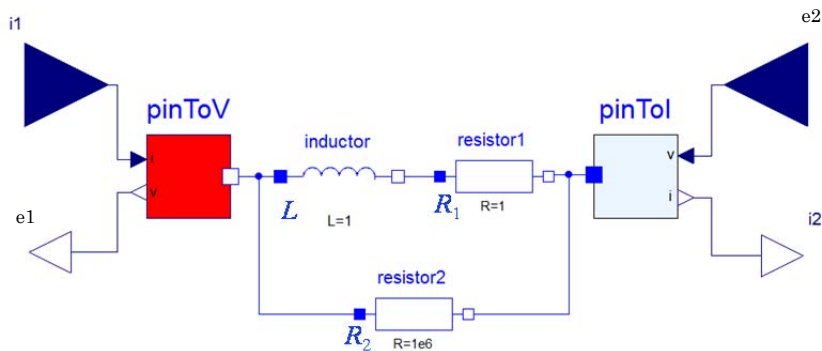 i1
e2
pinToV
pinToI
inductor
resistor1
i
v
v
i
L
L=1
R₁
R=1
e1
i2
resistor2
R₂
R=1e6